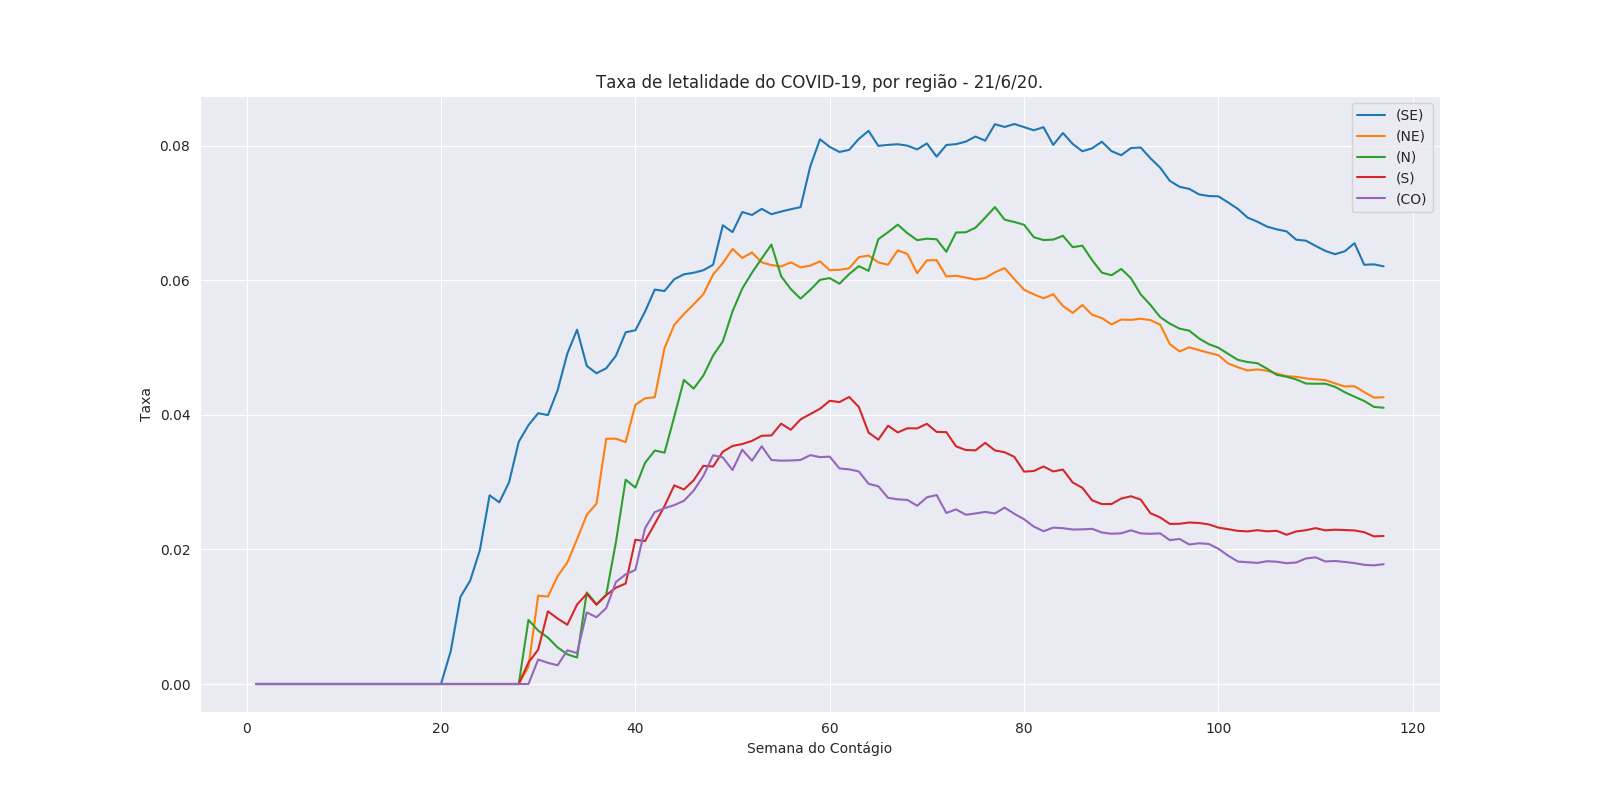 Taxa de letalidade do COVID-19, por região - 21/6/20.
(SE)
(NE)
(N)
(S)
(CO)
Taxa
0.08
0.06
0.04
0.02
0.00
0 20 40 60 80 100 120
Semana do Contágio